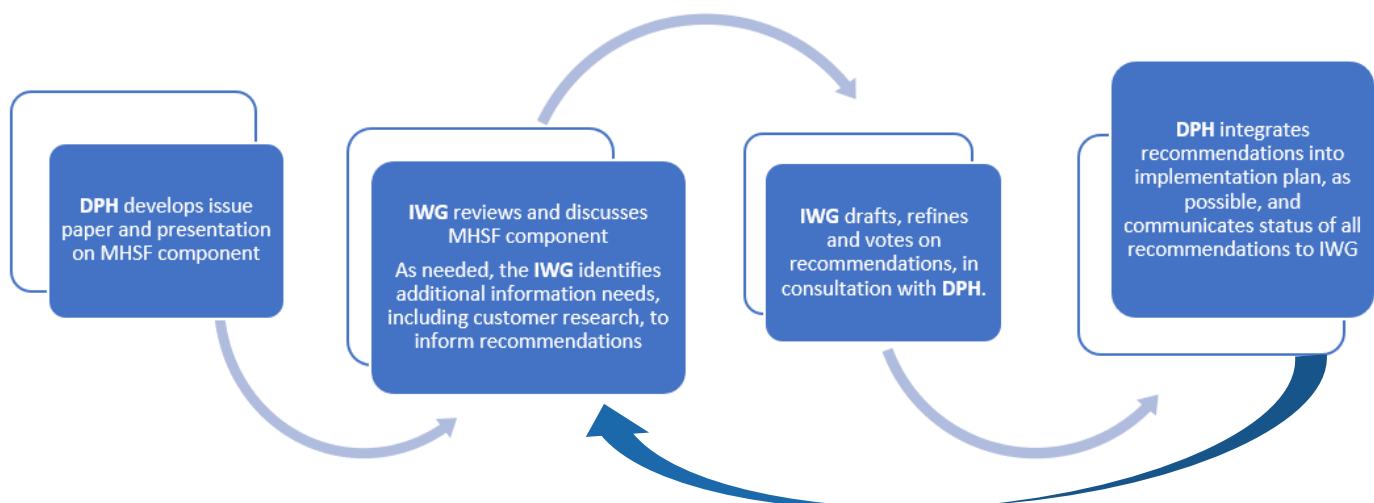 DPH develops issue
paper and presentation
on MHSF component
IWG reviews and discusses
MHSF component
As needed, the IWG identifies
additional information needs,
including customer research, to
inform recommendations
IWG drafts, refines
and votes on
recommendations, in
consultation with DPH.
DPH integrates
recommendations into
implementation plan, as
possible, and
communicates status of all
recommendations to IWG